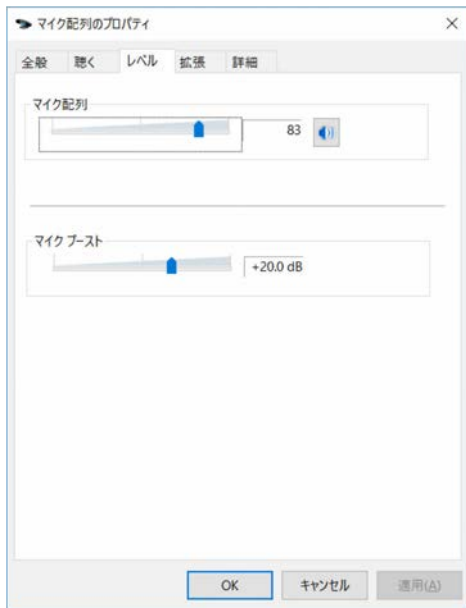 マイク配列のプロパティ
全般 聴く レベル 拡張 詳細
マイク配列
83
マイク ブースト
+20.0 dB
OK キャンセル 適用(A)